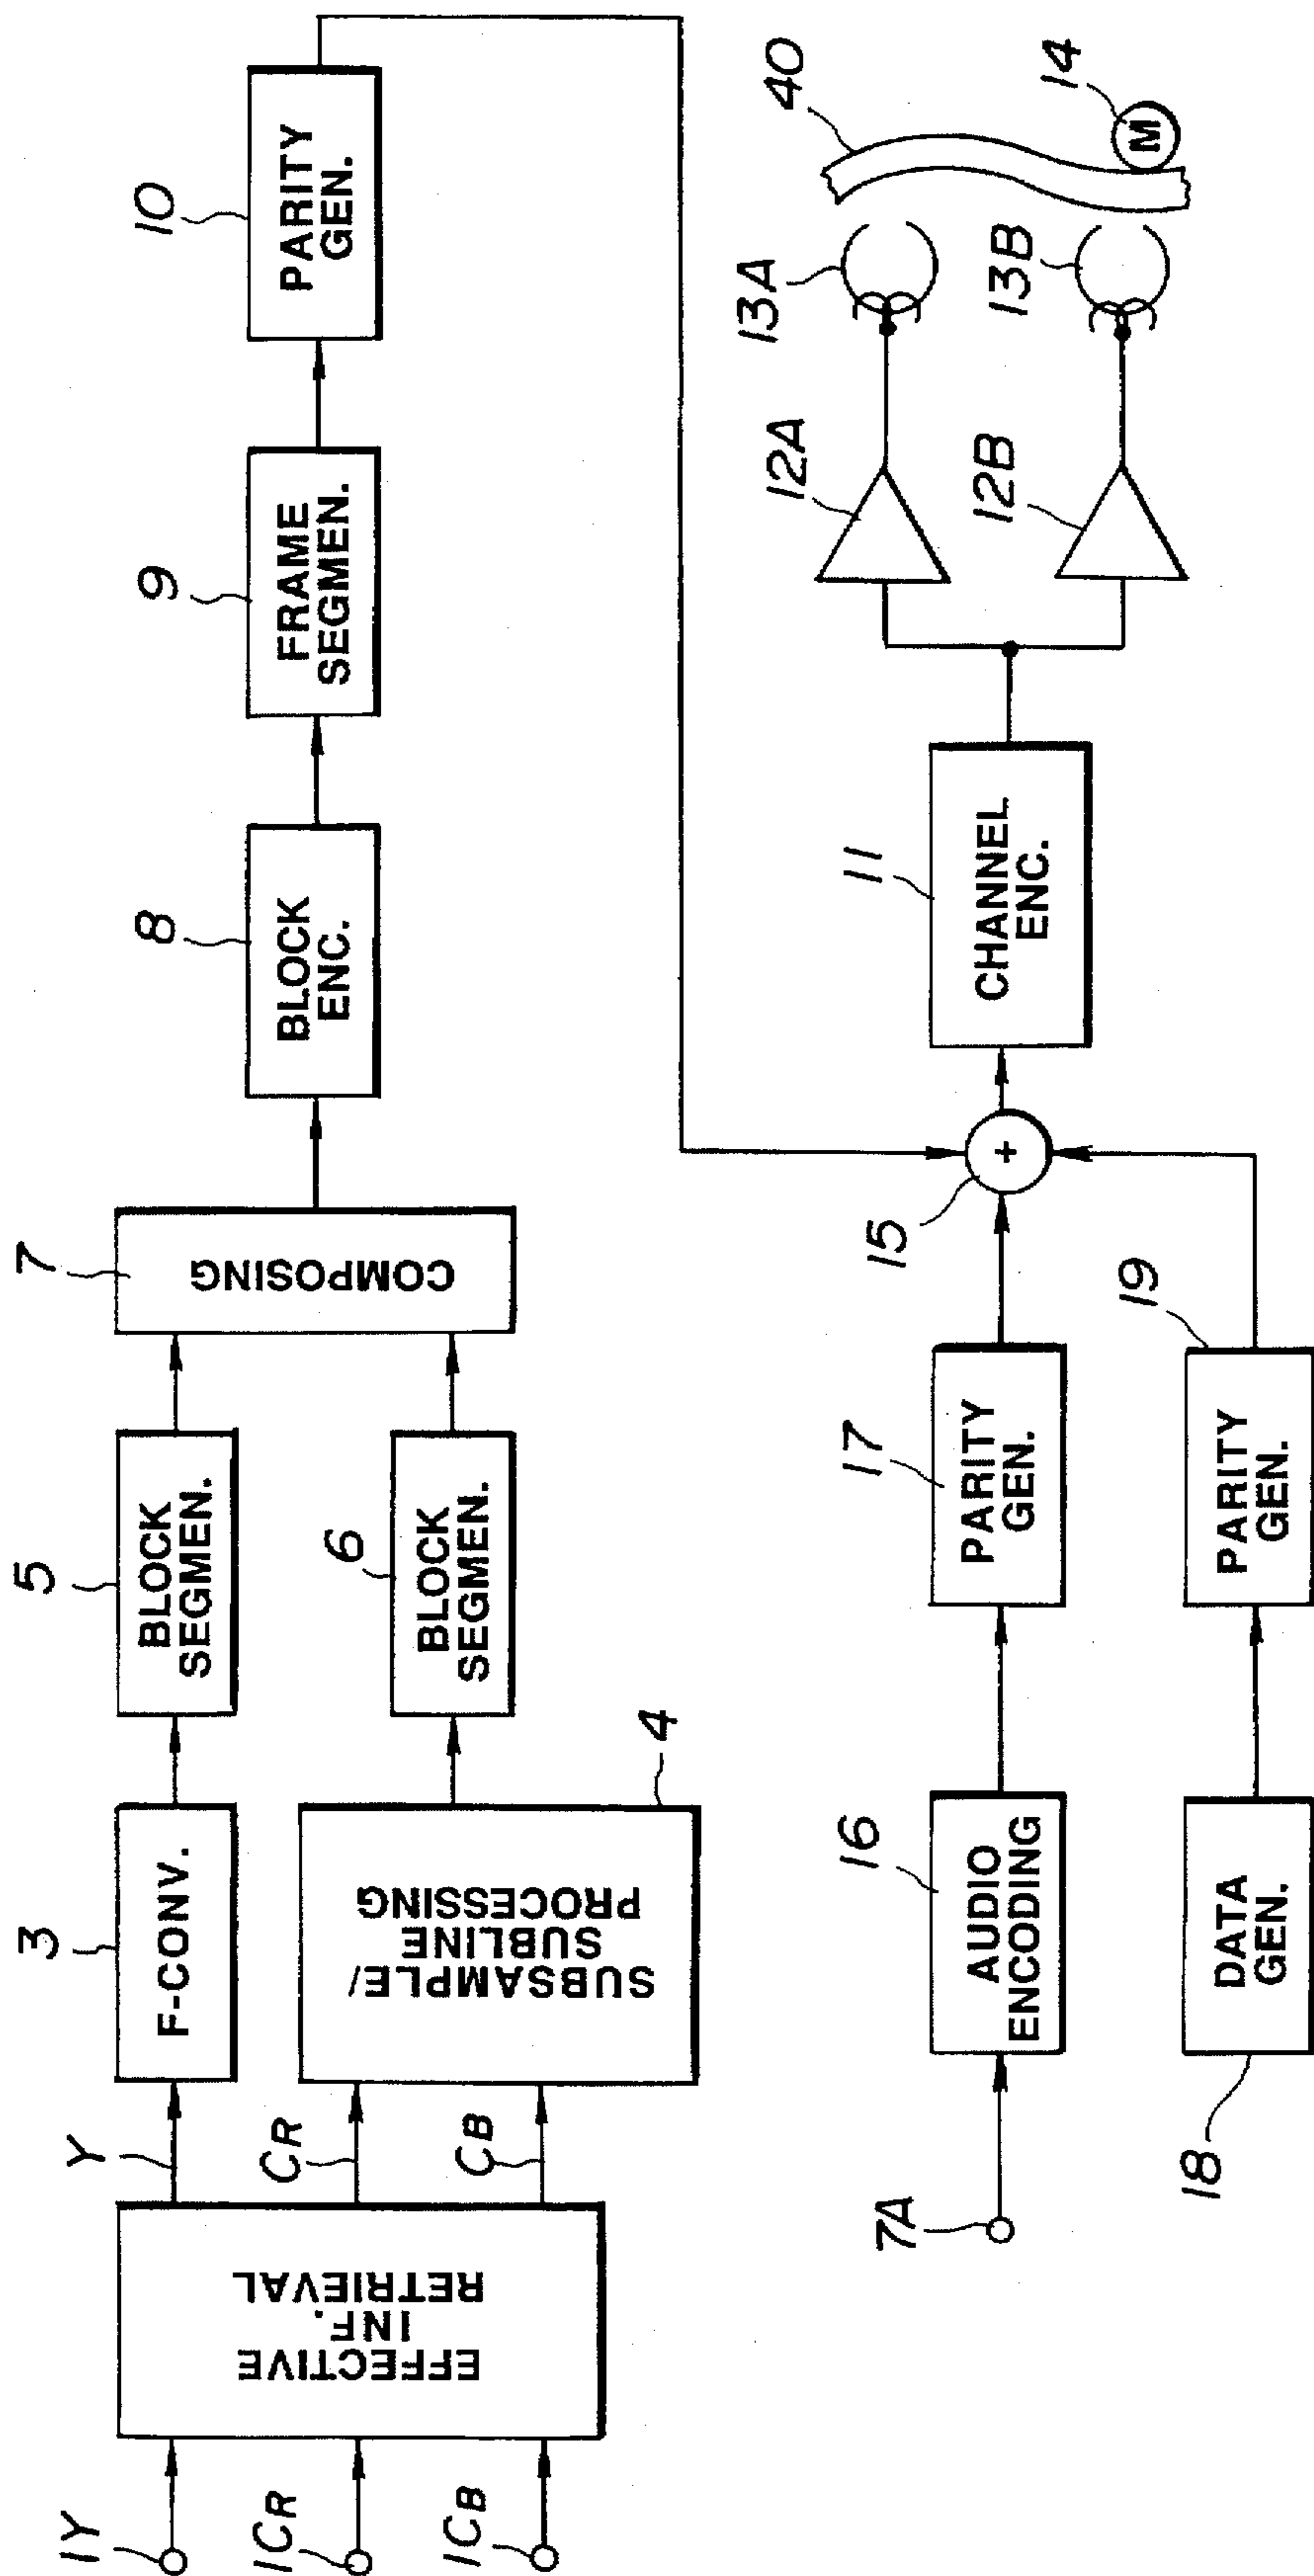 1Y
1CR
1CB
EFFECTIVE
INF.
RETRIEVAL
Y
CR
CB
3
F-CONV.
SUBSAMPLE/
SUBLINE
PROCESSING
4
5
BLOCK
SEGMEN.
6
BLOCK
SEGMEN.
7
COMPOSING
8
BLOCK
ENC.
9
FRAME
SEGMEN.
10
PARITY
GEN.
7A
16
AUDIO
ENCODING
17
PARITY
GEN.
18
DATA
GEN.
19
PARITY
GEN.
15
+
11
CHANNEL
ENC.
12A
12B
13A
13B
40
14
M